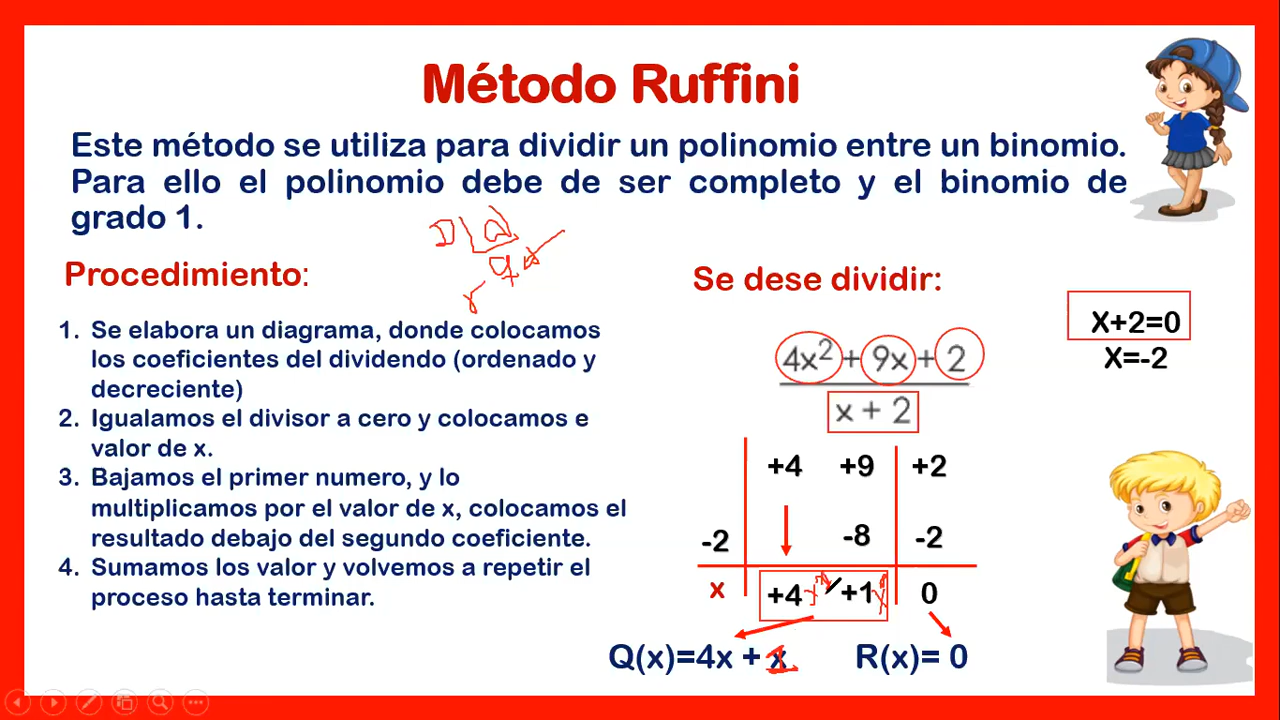 Método Ruffini
Este método se utiliza para dividir un polinomio entre un binomio.
Para ello el polinomio debe de ser completo y el binomio de
grado 1.
D d
q
r
Procedimiento:
1. Se elabora un diagrama, donde colocamos
los coeficientes del dividendo (ordenado y
decreciente)
2. Igualamos el divisor a cero y colocamos e
valor de x.
3. Bajamos el primer numero, y lo
multiplicamos por el valor de x, colocamos el
resultado debajo del segundo coeficiente.
4. Sumamos los valor y volvemos a repetir el
proceso hasta terminar.
Se dese dividir:
4x² + 9x + 2
x + 2
X+2=0
X=-2
+4 +9 +2
-2 -8 -2
x +4 +1 0
Q(x)=4x + 1
R(x)= 0